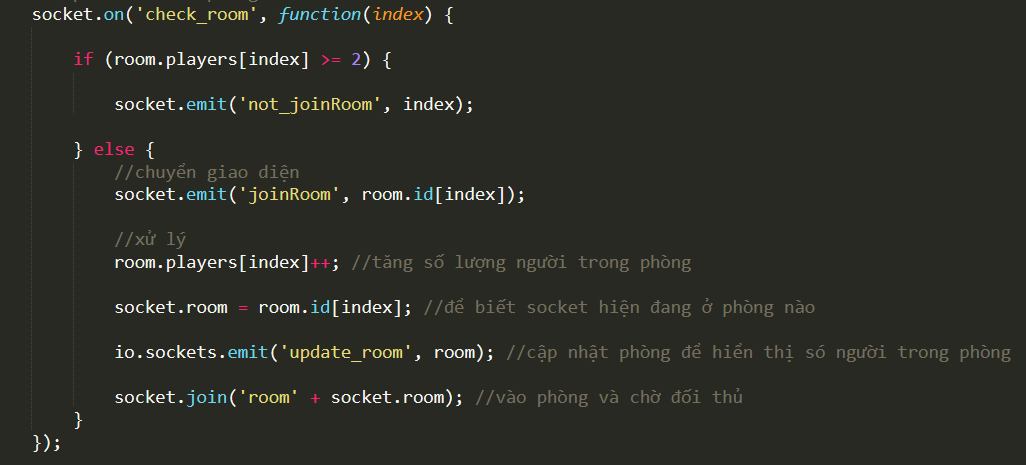 socket.on('check_room', function(index) {
if (room.players[index] >= 2) {
socket.emit('not_joinRoom', index);
} else {
//chuyển giao diện
socket.emit('joinRoom', room.id[index]);
//xử lý
room.players[index]++; //tăng số lượng người trong phòng
socket.room = room.id[index]; //để biết socket hiện đang ở phòng nào
io.sockets.emit('update_room', room); //cập nhật phòng để hiển thị só người trong phòng
socket.join('room' + socket.room); //vào phòng và chờ đối thủ
}
});